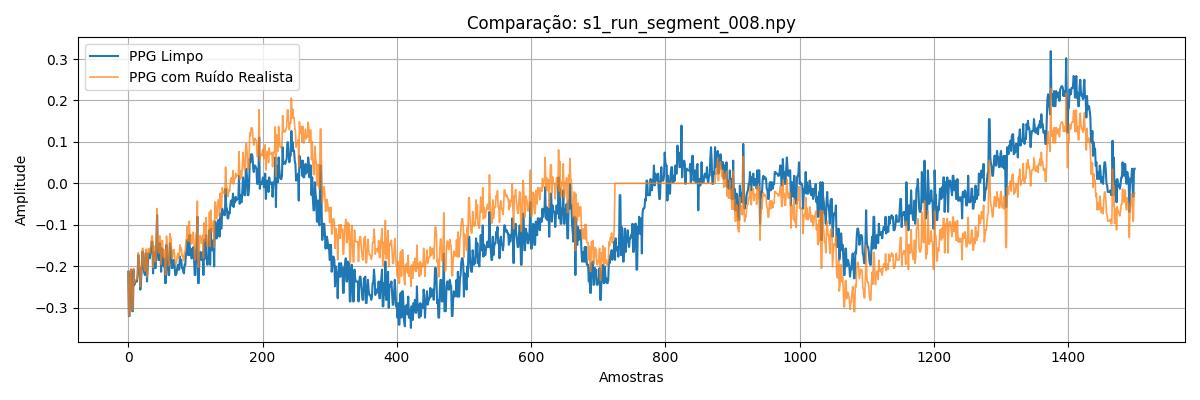 Comparação: s1_run_segment_008.npy
PPG Limpo
PPG com Ruído Realista
Amplitude
0.3
0.2
0.1
0.0
−0.1
−0.2
−0.3
0 200 400 600 800 1000 1200 1400
Amostras